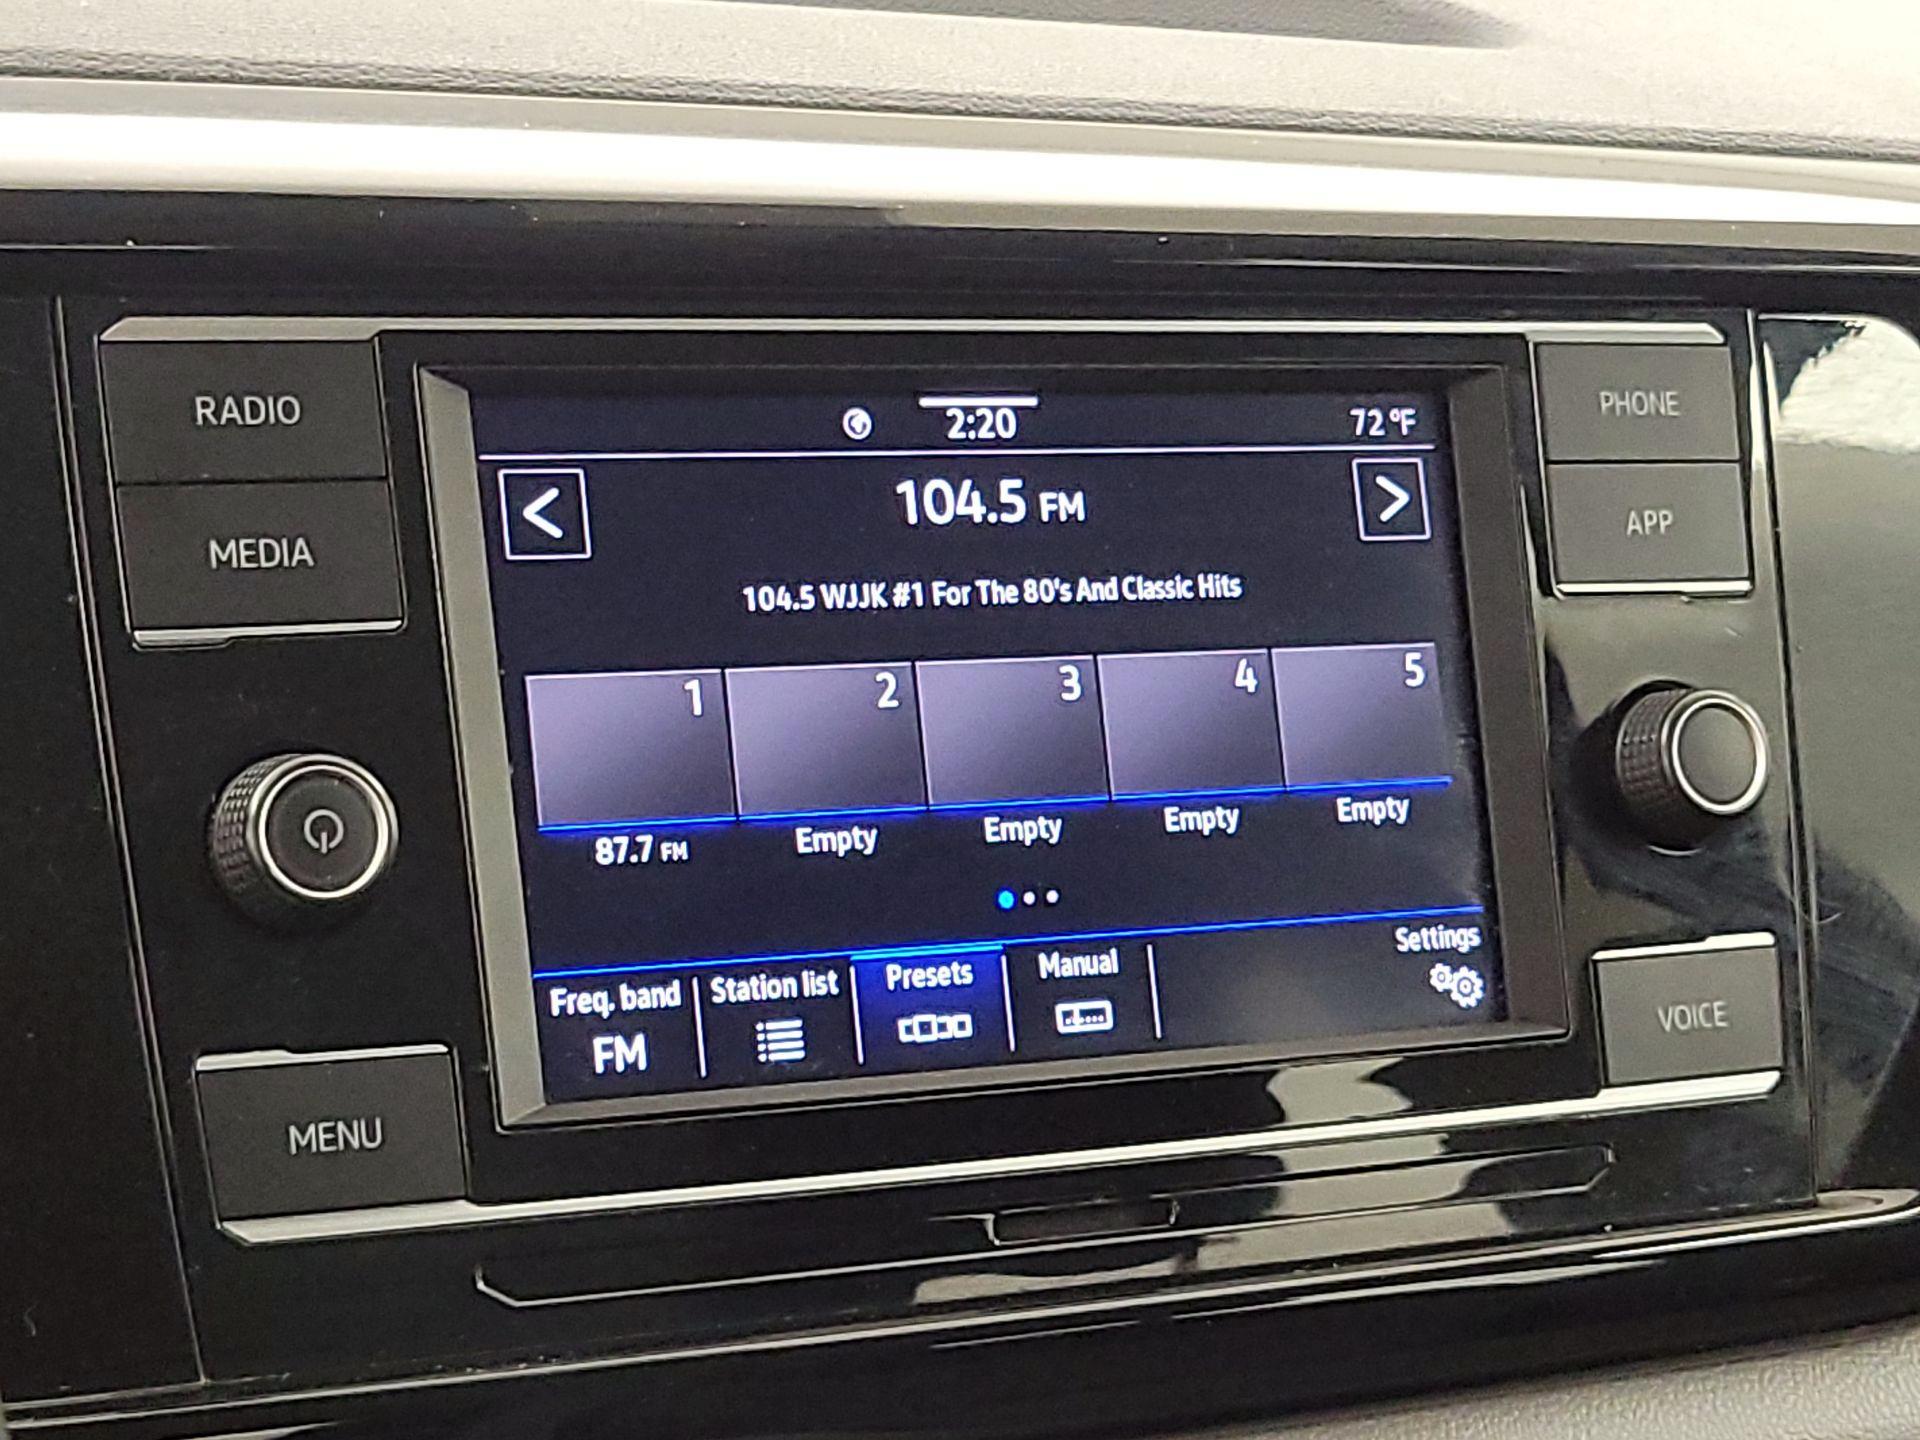 RADIO
MEDIA
MENU
2:20
72°F
<
104.5 FM
>
104.5 WJJK #1 For The 80's And Classic Hits
1 2 3 4 5
87.7 FM Empty Empty Empty Empty
Freq. band Station list Presets Manual Settings
FM
PHONE
APP
VOICE